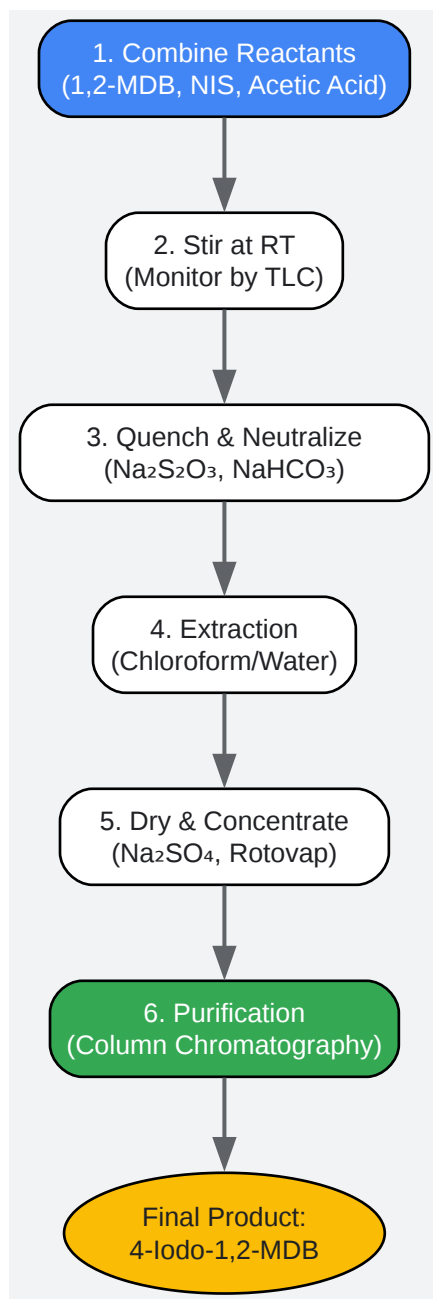 1. Combine Reactants
(1,2-MDB, NIS, Acetic Acid)
2. Stir at RT
(Monitor by TLC)
3. Quench & Neutralize
(Na₂S₂O₃, NaHCO₃)
4. Extraction
(Chloroform/Water)
5. Dry & Concentrate
(Na₂SO₄, Rotovap)
6. Purification
(Column Chromatography)
Final Product:
4-Iodo-1,2-MDB